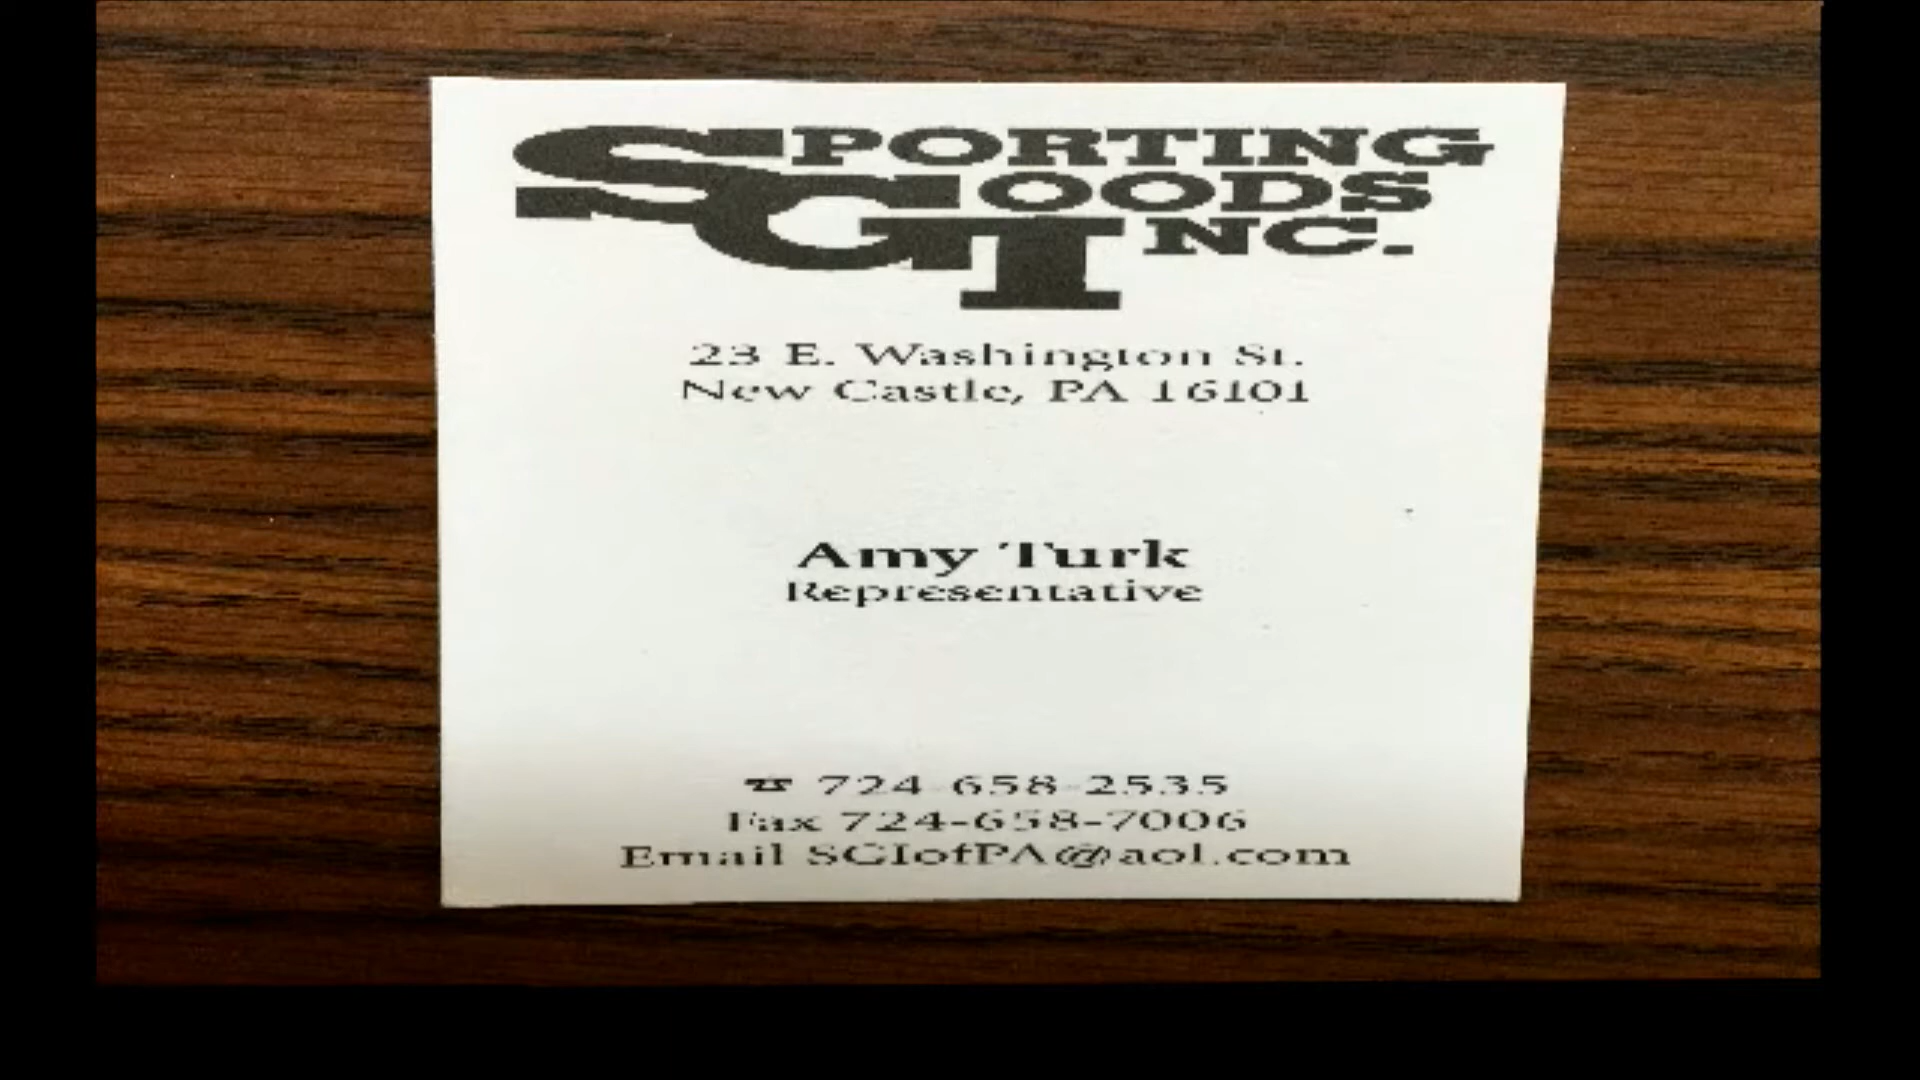 SPORTING
GOODS
INC.
23 E. Washington St.
New Castle, PA 16101
Amy Turk
Representative
☎ 724-658-2535
Fax 724-658-7006
Email SGIofPA@aol.com